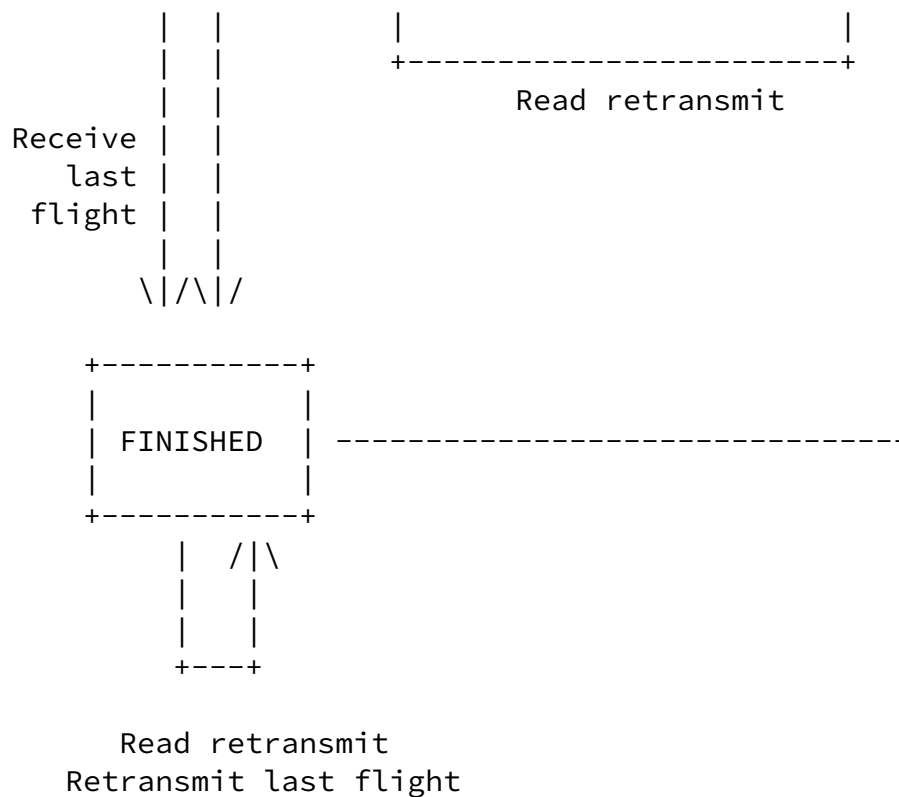 Read retransmit
Receive
last
flight
FINISHED
Read retransmit
Retransmit last flight